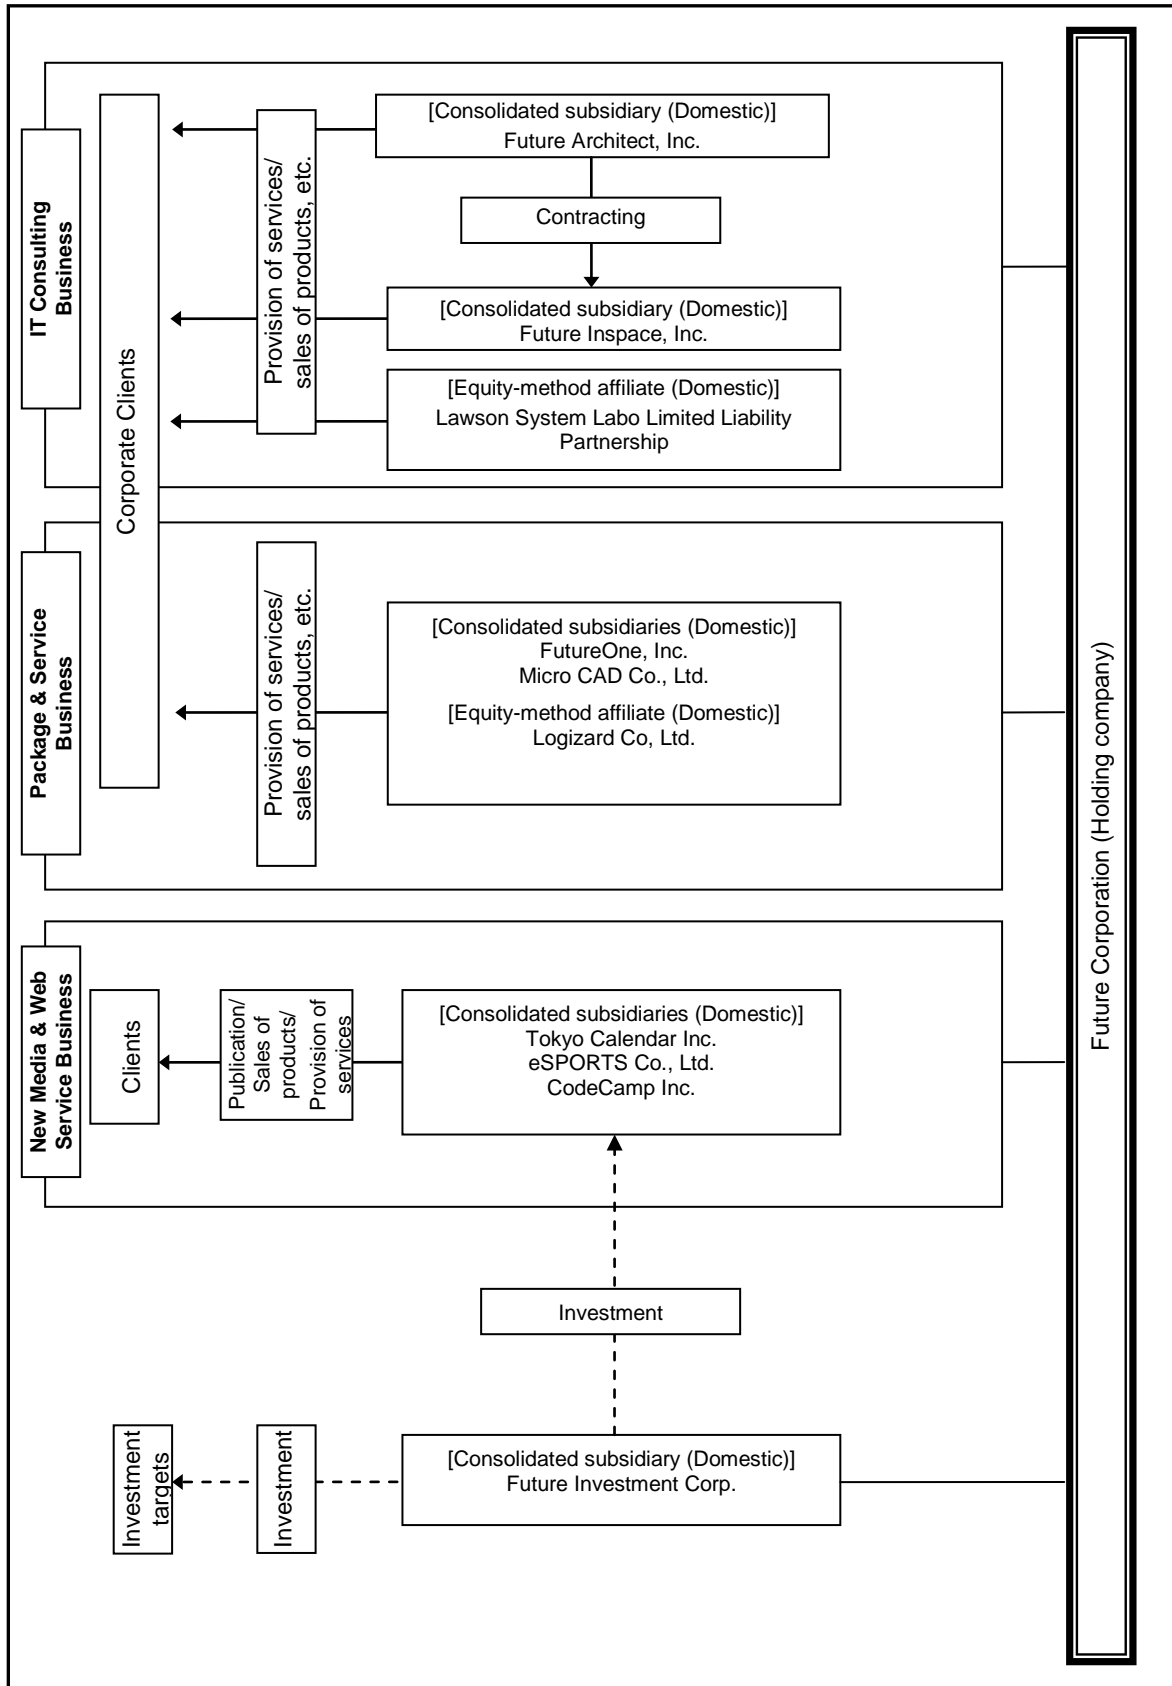 IT Consulting
Business
Corporate Clients
Provision of services/
sales of products, etc.
[Consolidated subsidiary (Domestic)]
Future Architect, Inc.
Contracting
[Consolidated subsidiary (Domestic)]
Future Inspace, Inc.
[Equity-method affiliate (Domestic)]
Lawson System Labo Limited Liability
Partnership
Package & Service
Business
Provision of services/
sales of products, etc.
[Consolidated subsidiaries (Domestic)]
FutureOne, Inc.
Micro CAD Co., Ltd.
[Equity-method affiliate (Domestic)]
Logizard Co, Ltd.
New Media & Web
Service Business
Clients
Publication/
Sales of
products/
Provision of
services
[Consolidated subsidiaries (Domestic)]
Tokyo Calendar Inc.
eSPORTS Co., Ltd.
CodeCamp Inc.
Investment
Investment
targets
Investment
[Consolidated subsidiary (Domestic)]
Future Investment Corp.
Future Corporation (Holding company)